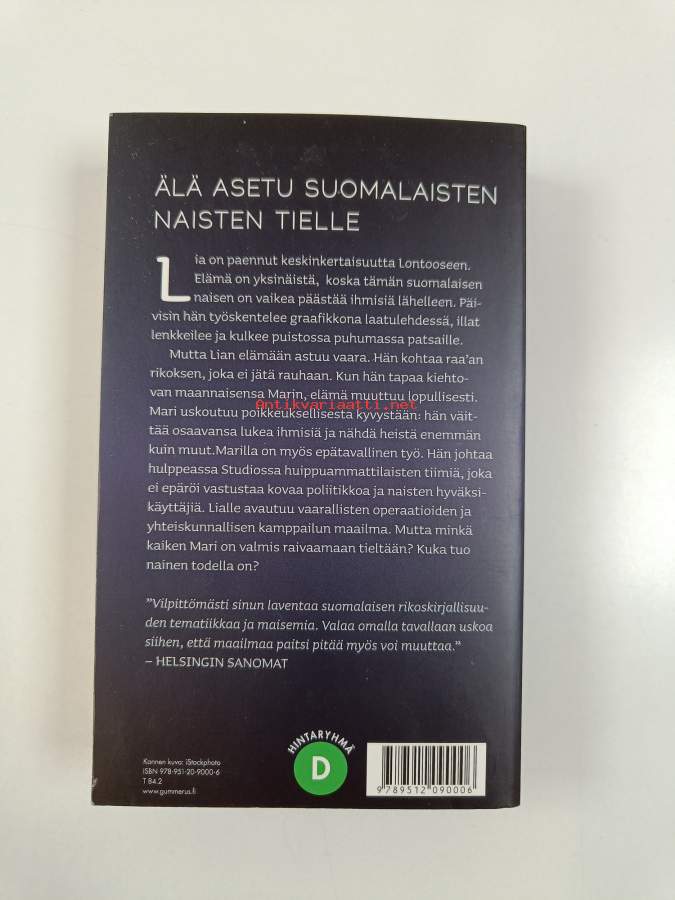 ÄLÄ ASETU SUOMALAISTEN
NAISTEN TIELLE
Lia on paennut keskinkertaisuutta Lontooseen.
Elämä on yksinäistä, koska tämän suomalaisen
naisen on vaikea päästää ihmisiä lähelleen. Päi-
visin hän työskentelee graafikkona laatulehdessä, illat
lenkkeilee ja kulkee puistossa puhumassa patsaille.
Mutta Lian elämään astuu vaara. Hän kohtaa raa'an
rikoksen, joka ei jätä rauhaan. Kun hän tapaa kiehto-
van maannaisensa Marin, elämä muuttuu lopullisesti.
Antikvariaatti.net
Mari uskoutuu poikkeuksellisesta kyvystään: hän väit-
tää osaavansa lukea ihmisiä ja nähdä heistä enemmän
kuin muut.Marilla on myös epätavallinen työ. Hän johtaa
hulppeassa Studiossa huippuammattilaisten tiimiä, joka
ei epäröi vastustaa kovaa poliitikkoa ja naisten hyväksi-
käyttäjiä. Lialle avautuu vaarallisten operaatioiden ja
yhteiskunnallisen kamppailun maailma. Mutta minkä
kaiken Mari on valmis raivaamaan tieltään? Kuka tuo
nainen todella on?
"Vilpittömästi sinun laventaa suomalaisen rikoskirjallisuu-
den tematiikkaa ja maisemia. Valaa omalla tavallaan uskoa
siihen, että maailmaa paitsi pitää myös voi muuttaa."
– HELSINGIN SANOMAT
Kannen kuva: iStockphoto
ISBN 978-951-20-9000-6
T 84.2
www.gummerus.fi
HINTARYHMÄ
D
9789512090006